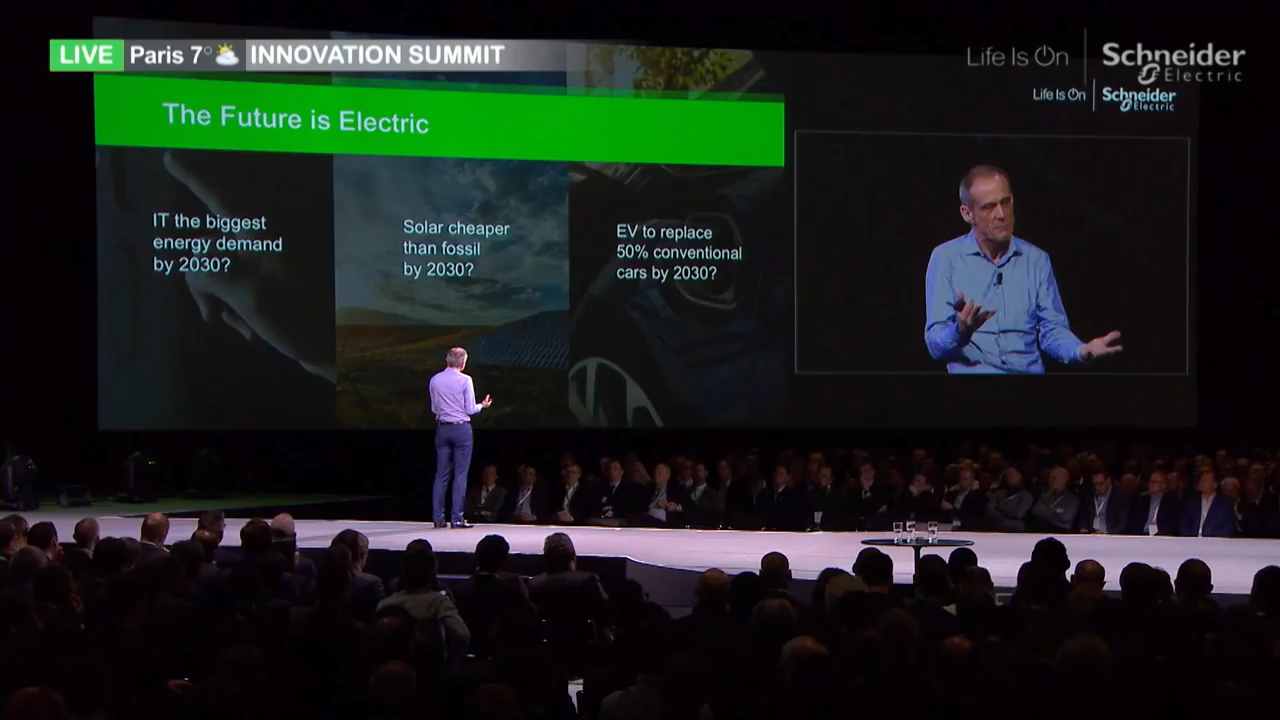 LIVE Paris 7° INNOVATION SUMMIT
Life Is On Schneider Electric
Life Is On Schneider Electric
The Future is Electric
IT the biggest
energy demand
by 2030?
Solar cheaper
than fossil
by 2030?
EV to replace
50% conventional
cars by 2030?